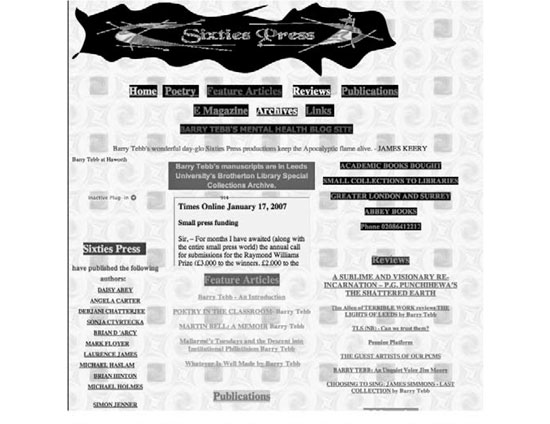 Sixties Press
Home Poetry Feature Articles Reviews Publications
E Magazine Archives Links
BARRY TEBB'S MENTAL HEALTH BLOG SITE
Barry Tebb's wonderful day-glo Sixties Press productions keep the Apocalyptic flame alive. - JAMES KEERY
Barry Tebb at Haworth
Inactive Plug-in
Sixties Press
have published the following
authors:
DAISY ABEY
ANGELA CARTER
DEBJANI CHATTERJEE
SONJA CTVRTECKA
BRIAN D'ARCY
MARK FLOYER
LAURENCE JAMES
MICHAEL HASLAM
BRIAN HINTON
MICHAEL HOLMES
SIMON JENNER
Barry Tebb's manuscripts are in Leeds
University's Brotherton Library Special
Collections Archive.
Times Online January 17, 2007
Small press funding
Sir, – For months I have awaited (along with
the entire small press world) the annual call
for submissions for the Raymond Williams
Prize (£3,000 to the winners, £2,000 to the
Feature Articles
Barry Tebb - An Introduction
POETRY IN THE CLASSROOM- Barry Tebb
MARTIN BELL: A MEMOIR Barry Tebb
Mallarmé's Tuesdays and the Descent into
Institutional Philistinism Barry Tebb
Whatever Is Well Made by Barry Tebb
Publications
ACADEMIC BOOKS BOUGHT
SMALL COLLECTIONS TO LIBRARIES
GREATER LONDON AND SURREY
ABBEY BOOKS
Phone 02086412217
Reviews
A SUBLIME AND VISIONARY RE-
INCARNATION – P.G. PUNCHIHEWA'S
THE SHATTERED EARTH
Tim Allen of TERRIBLE WORK reviews THE
LIGHTS OF LEEDS by Barry Tebb
TLS (NB) - Can we trust them?
Pennine Platform
THE GUEST ARTISTS OF OUR PCMS
BARRY TEBB: An Unquiet Voice Jim Moore
CHOOSING TO SING: JAMES SIMMONS - LAST
COLLECTION by Barry Tebb